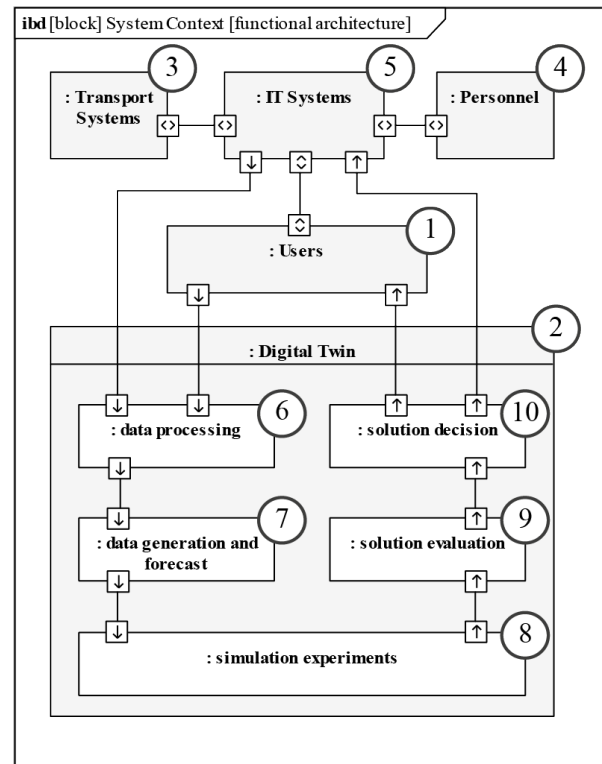 ibd [block] System Context [functional architecture]
3
5
4
: Transport
Systems
: IT Systems
: Personnel
1
: Users
2
: Digital Twin
6
: data processing
10
: solution decision
7
: data generation and
forecast
9
: solution evaluation
8
: simulation experiments